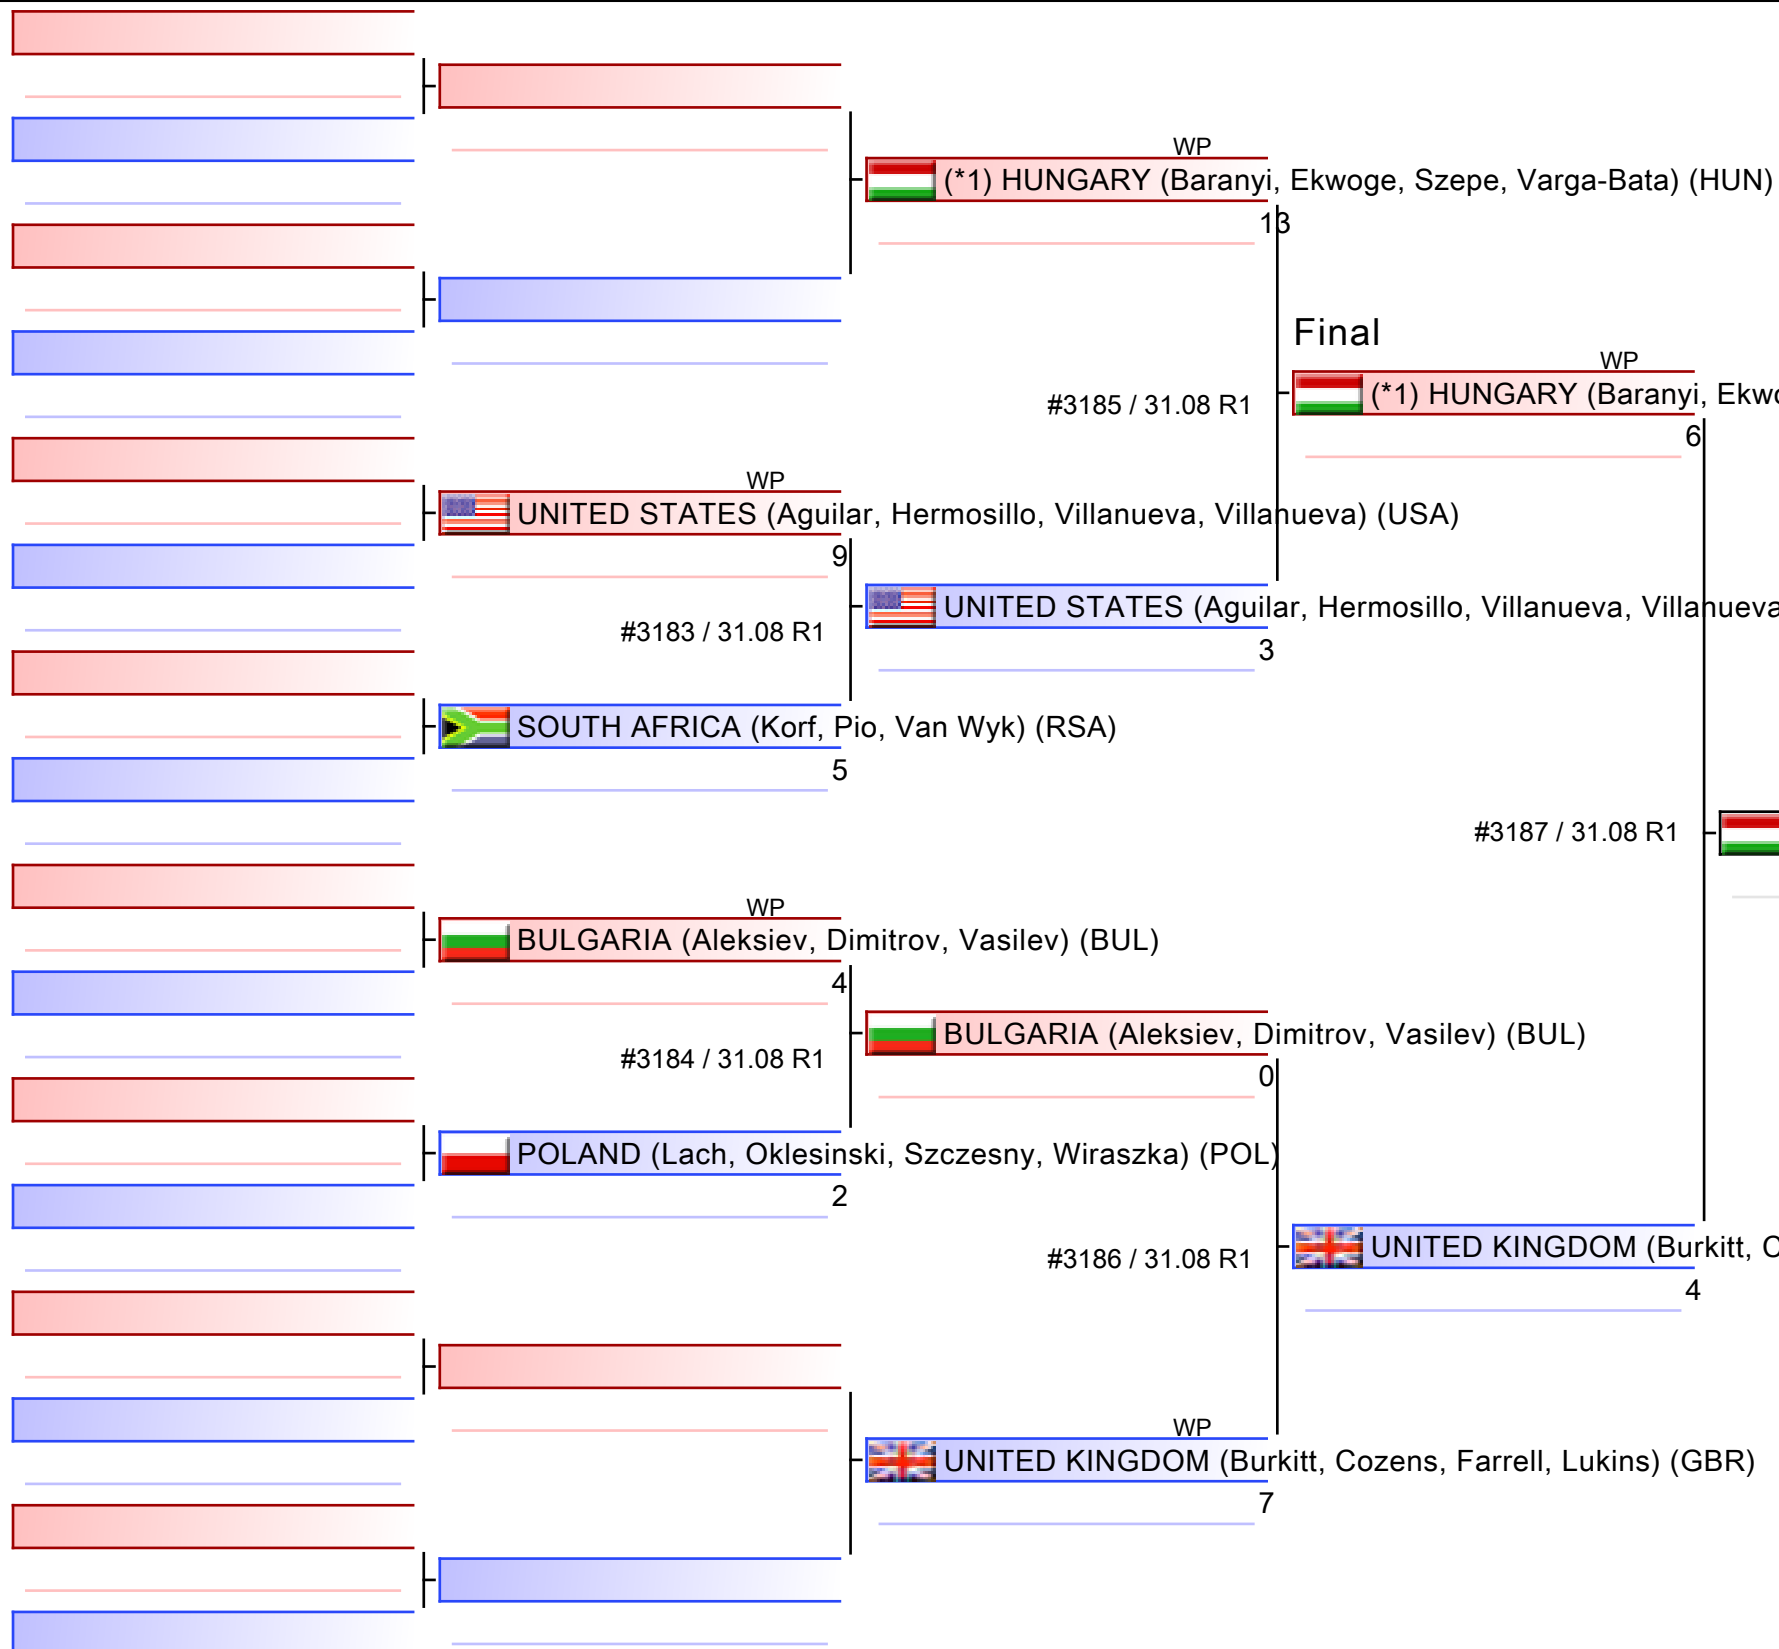 WP
(*1) HUNGARY (Baranyi, Ekwoge, Szepe, Varga-Bata) (HUN)
13
Final
WP
#3185 / 31.08 R1
(*1) HUNGARY (Baranyi, Ekwo
6
WP
UNITED STATES (Aguilar, Hermosillo, Villanueva, Villanueva) (USA)
9
#3183 / 31.08 R1
UNITED STATES (Aguilar, Hermosillo, Villanueva, Villanueva
3
SOUTH AFRICA (Korf, Pio, Van Wyk) (RSA)
5
#3187 / 31.08 R1
WP
BULGARIA (Aleksiev, Dimitrov, Vasilev) (BUL)
4
#3184 / 31.08 R1
BULGARIA (Aleksiev, Dimitrov, Vasilev) (BUL)
0
POLAND (Lach, Oklesinski, Szczesny, Wiraszka) (POL)
2
#3186 / 31.08 R1
UNITED KINGDOM (Burkitt, C
4
WP
UNITED KINGDOM (Burkitt, Cozens, Farrell, Lukins) (GBR)
7